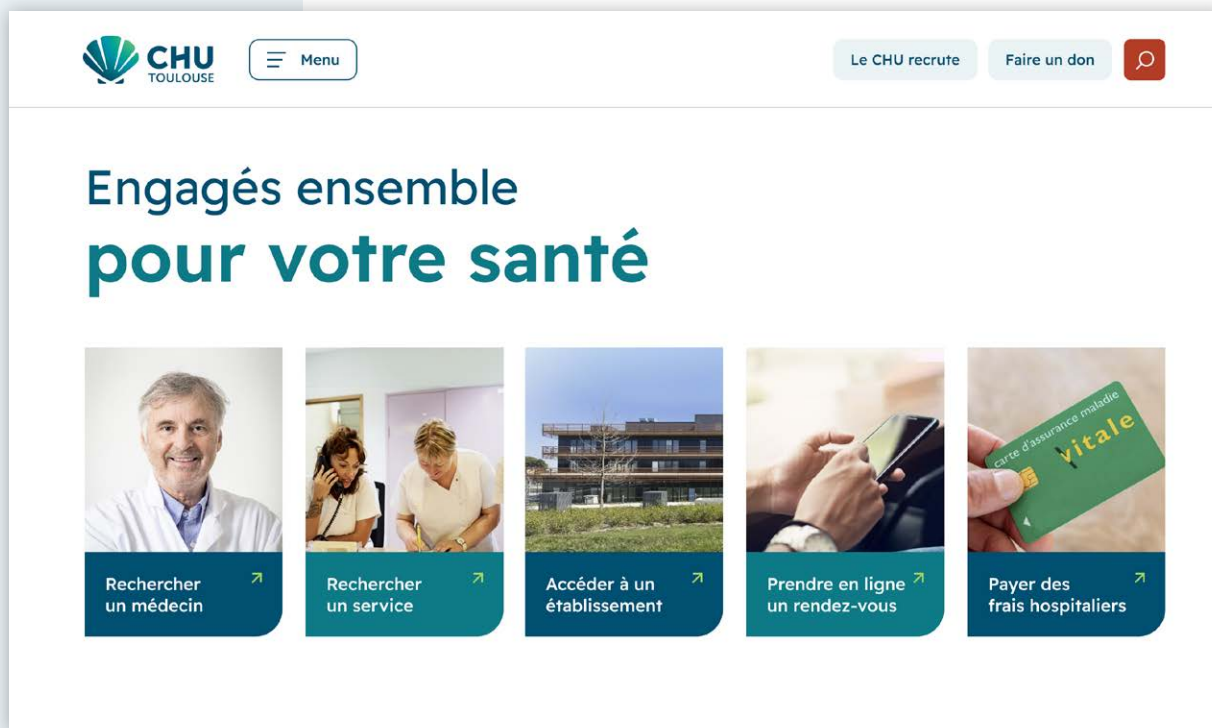 CHU
TOULOUSE
Menu
Le CHU recrute
Faire un don
Engagés ensemble
pour votre santé
carte d'assurance maladie
vitale
Rechercher
un médecin
Rechercher
un service
Accéder à un
établissement
Prendre en ligne
un rendez-vous
Payer des
frais hospitaliers